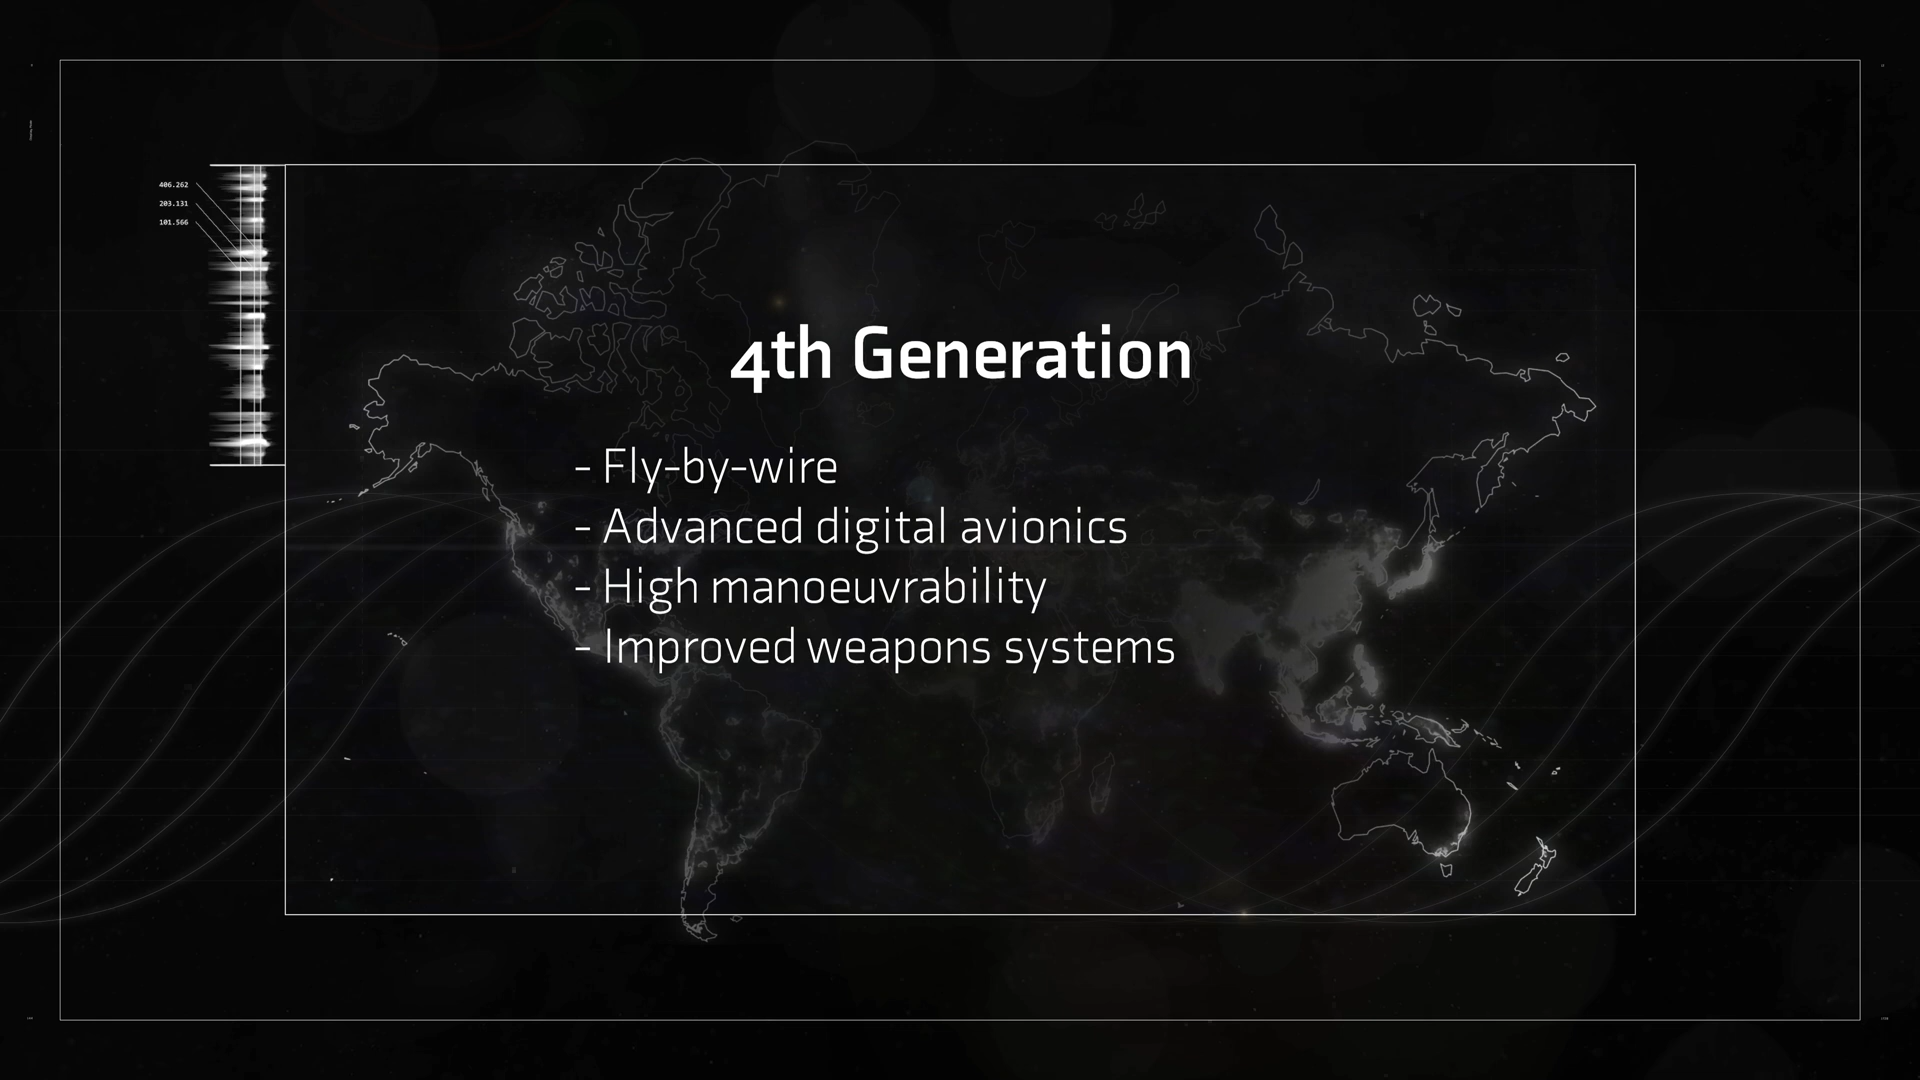 406.262
203.131
101.566
4th Generation
- Fly-by-wire
- Advanced digital avionics
- High manoeuvrability
- Improved weapons systems